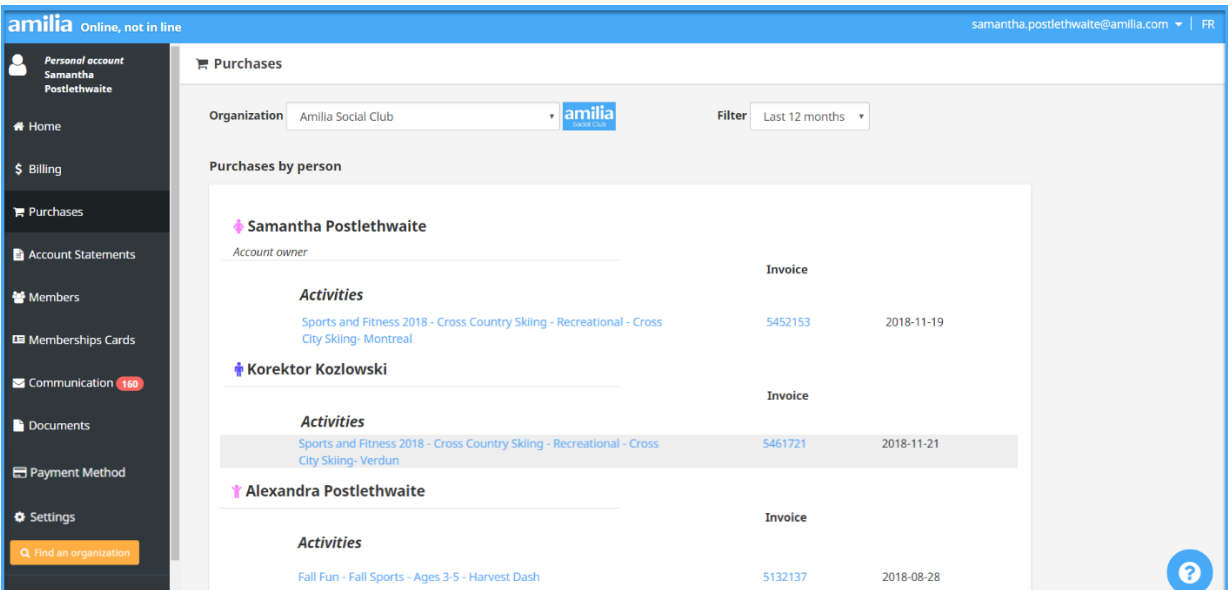 amilia Online, not in line
samantha.postlethwaite@amilia.com | FR
Personal account
Samantha
Postlethwaite
Home
Billing
Purchases
Account Statements
Members
Memberships Cards
Communication 160
Documents
Payment Method
Settings
Find an organization
Purchases
Organization Amilia Social Club amilia
Social Club
Filter Last 12 months
Purchases by person
Samantha Postlethwaite
Account owner
Invoice
Activities
Sports and Fitness 2018 - Cross Country Skiing - Recreational - Cross 5452153 2018-11-19
City Skiing- Montreal
Korektor Kozlowski
Invoice
Activities
Sports and Fitness 2018 - Cross Country Skiing - Recreational - Cross 5461721 2018-11-21
City Skiing- Verdun
Alexandra Postlethwaite
Invoice
Activities
Fall Fun - Fall Sports - Ages 3-5 - Harvest Dash 5132137 2018-08-28
?